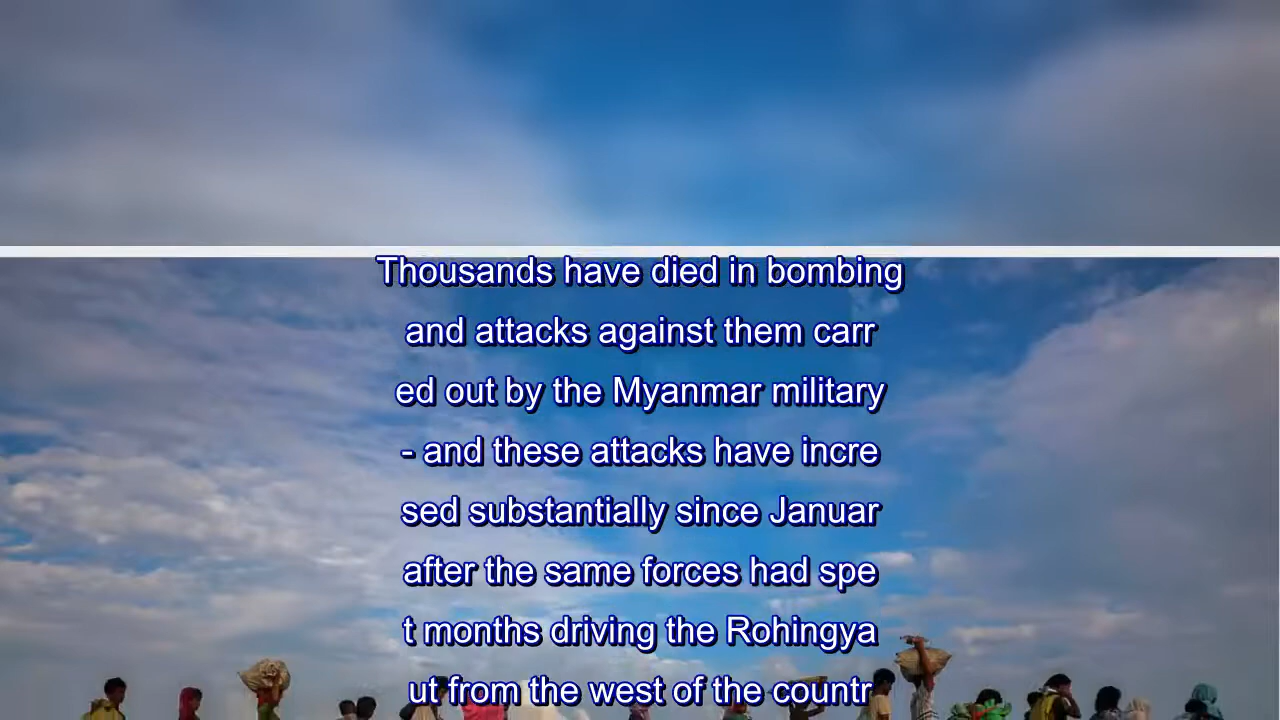 Thousands have died in bombing
and attacks against them carr
ed out by the Myanmar military
- and these attacks have incre
sed substantially since Januar
after the same forces had spe
t months driving the Rohingya
ut from the west of the countr